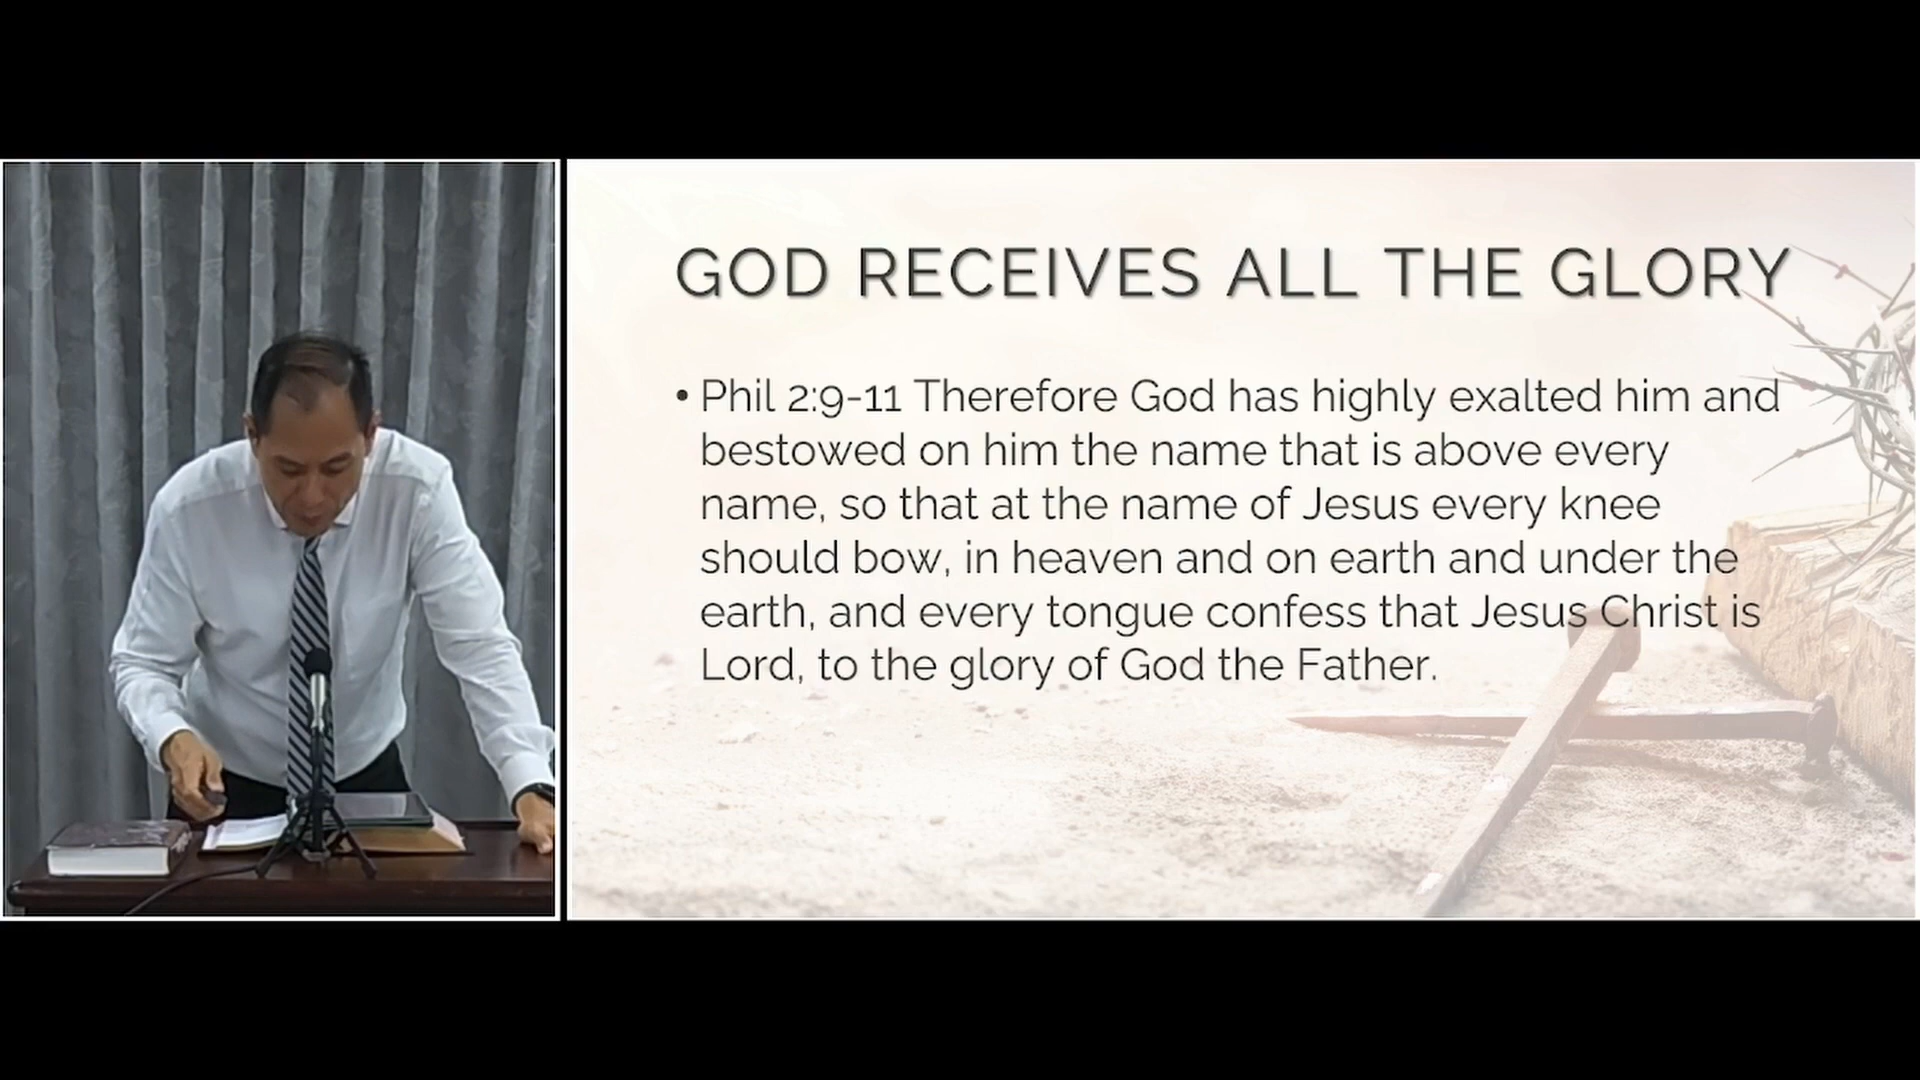 GOD RECEIVES ALL THE GLORY
• Phil 2:9-11 Therefore God has highly exalted him and
bestowed on him the name that is above every
name, so that at the name of Jesus every knee
should bow, in heaven and on earth and under the
earth, and every tongue confess that Jesus Christ is
Lord, to the glory of God the Father.